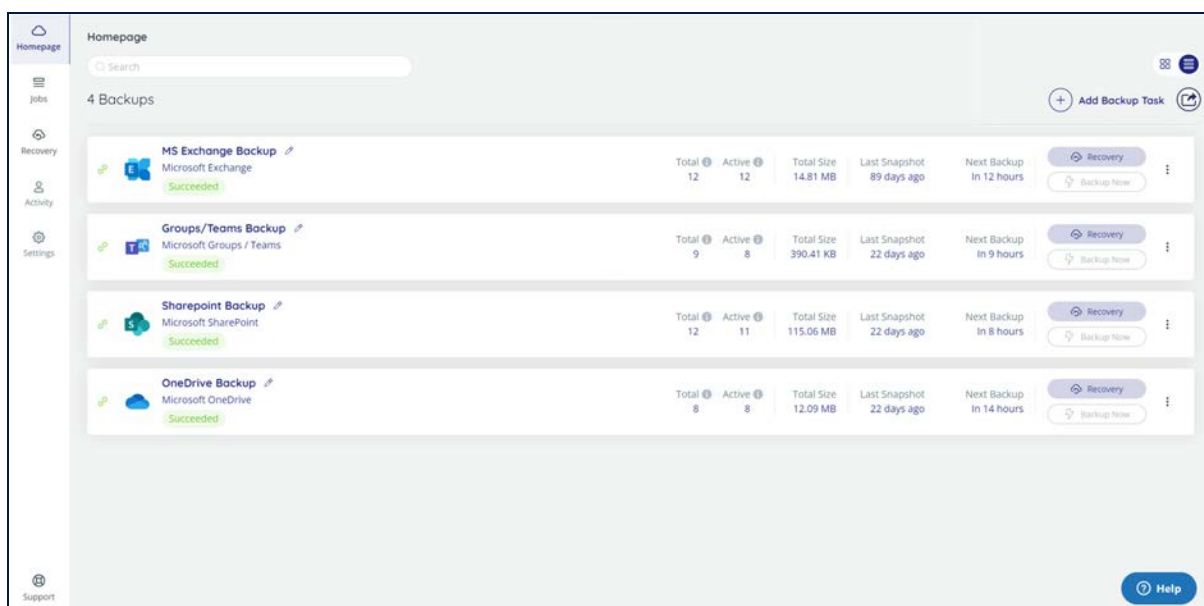 Homepage
Jobs
Recovery
Activity
Settings
Support
Homepage
Search
4 Backups
Add Backup Task
MS Exchange Backup
Microsoft Exchange
Succeeded
Total Active Total Size Last Snapshot Next Backup
12 12 14.81 MB 89 days ago In 12 hours
Recovery
Backup Now
Groups/Teams Backup
Microsoft Groups / Teams
Succeeded
Total Active Total Size Last Snapshot Next Backup
9 8 390.41 KB 22 days ago In 9 hours
Recovery
Backup Now
Sharepoint Backup
Microsoft SharePoint
Succeeded
Total Active Total Size Last Snapshot Next Backup
12 11 115.06 MB 22 days ago In 8 hours
Recovery
Backup Now
OneDrive Backup
Microsoft OneDrive
Succeeded
Total Active Total Size Last Snapshot Next Backup
8 8 12.09 MB 22 days ago In 14 hours
Recovery
Backup Now
Help